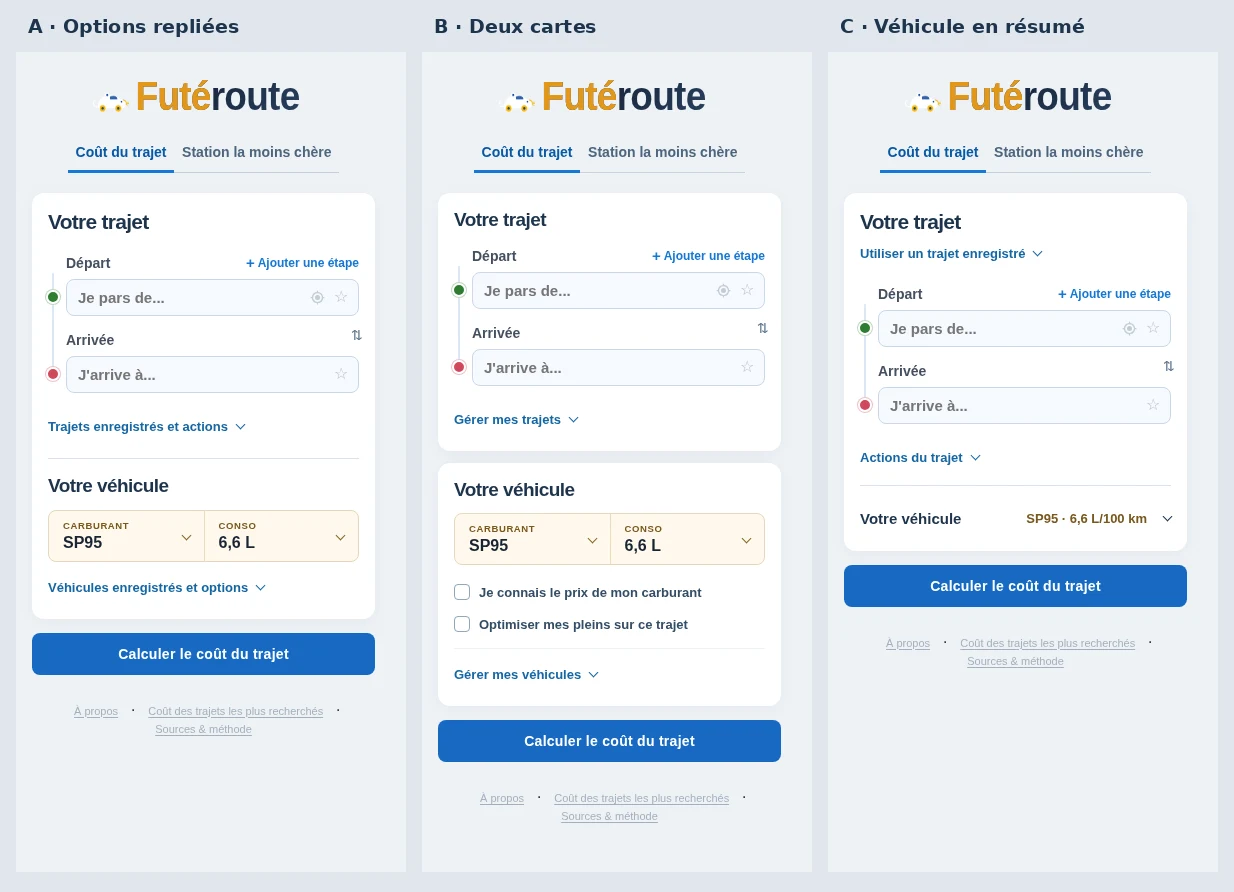 A · Options repliées
Futéroute
Coût du trajet
Station la moins chère
Votre trajet
Départ
+ Ajouter une étape
Je pars de...
Arrivée
J'arrive à...
Trajets enregistrés et actions
Votre véhicule
CARBURANT
SP95
CONSO
6,6 L
Véhicules enregistrés et options
Calculer le coût du trajet
À propos · Coût des trajets les plus recherchés ·
Sources & méthode
B · Deux cartes
Futéroute
Coût du trajet
Station la moins chère
Votre trajet
Départ
+ Ajouter une étape
Je pars de...
Arrivée
J'arrive à...
Gérer mes trajets
Votre véhicule
CARBURANT
SP95
CONSO
6,6 L
Je connais le prix de mon carburant
Optimiser mes pleins sur ce trajet
Gérer mes véhicules
Calculer le coût du trajet
À propos · Coût des trajets les plus recherchés ·
Sources & méthode
C · Véhicule en résumé
Futéroute
Coût du trajet
Station la moins chère
Votre trajet
Utiliser un trajet enregistré
Départ
+ Ajouter une étape
Je pars de...
Arrivée
J'arrive à...
Actions du trajet
Votre véhicule
SP95 · 6,6 L/100 km
Calculer le coût du trajet
À propos · Coût des trajets les plus recherchés ·
Sources & méthode